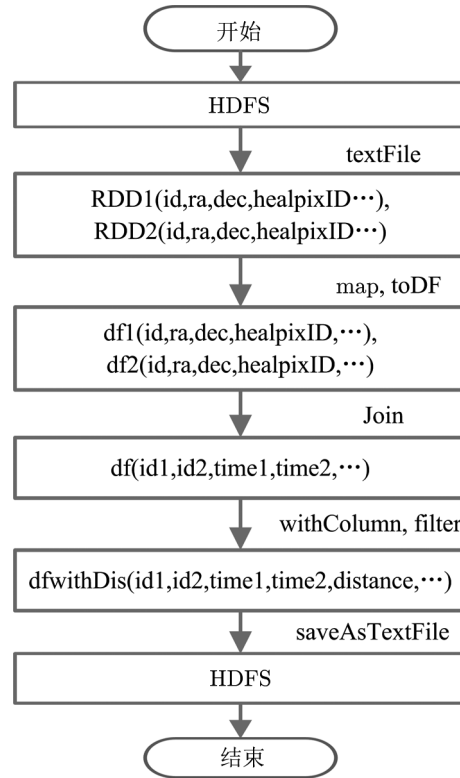 开始
HDFS
textFile
RDD1(id,ra,dec,healpixID⋯),
RDD2(id,ra,dec,healpixID⋯)
map, toDF
df1(id,ra,dec,healpixID,⋯),
df2(id,ra,dec,healpixID,⋯)
Join
df(id1,id2,time1,time2,⋯)
withColumn, filter
dfwithDis(id1,id2,time1,time2,distance,⋯)
saveAsTextFile
HDFS
结束